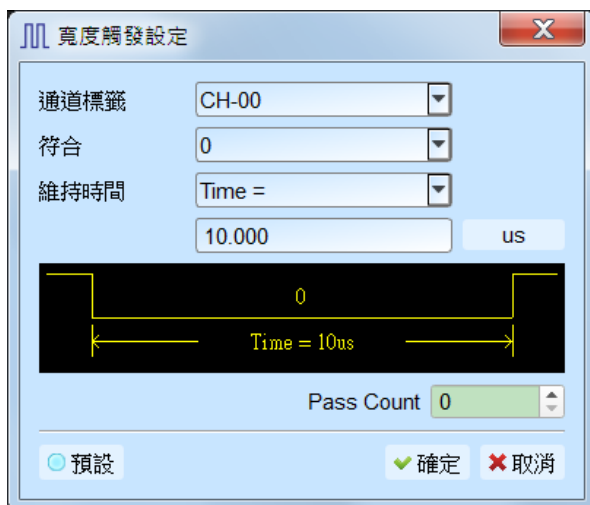 寬度觸發設定
通道標籤 CH-00
符合 0
維持時間 Time =
10.000 us
0
Time = 10us
Pass Count 0
預設 確定 取消